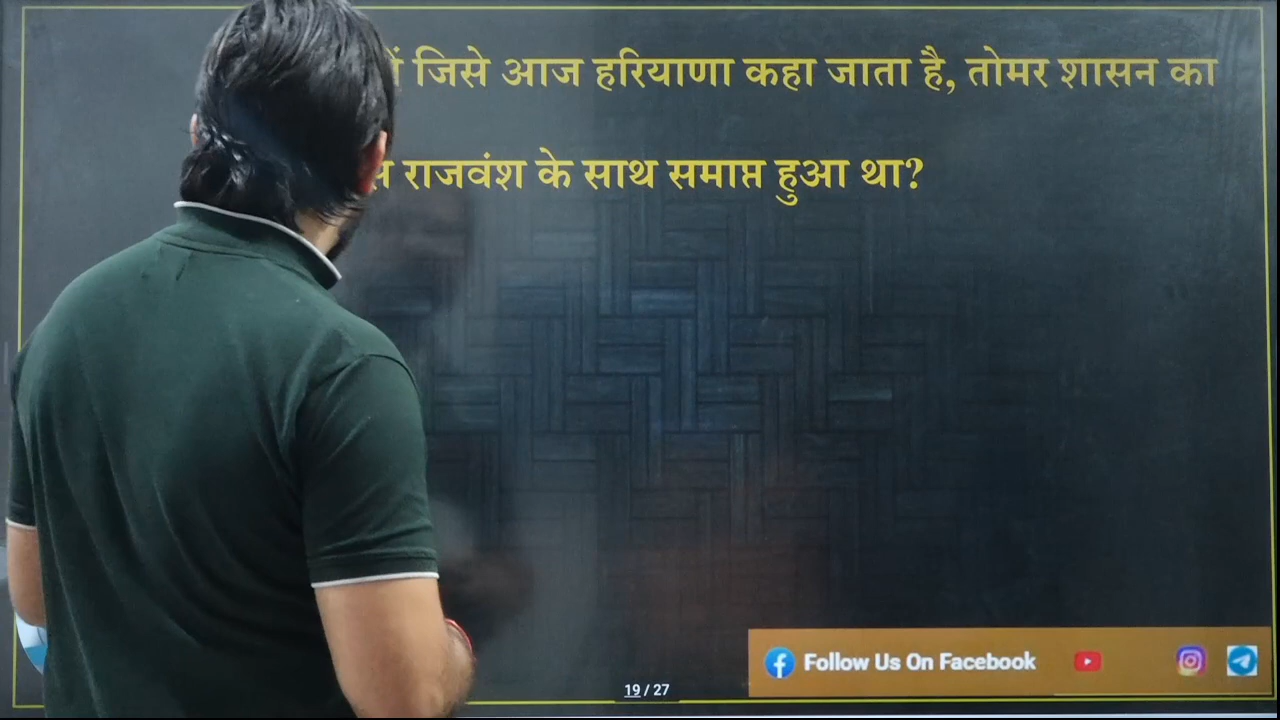 जिसे आज हरियाणा कहा जाता है, तोमर शासन का
राजवंश के साथ समाप्त हुआ था?
Follow Us On Facebook
19 / 27